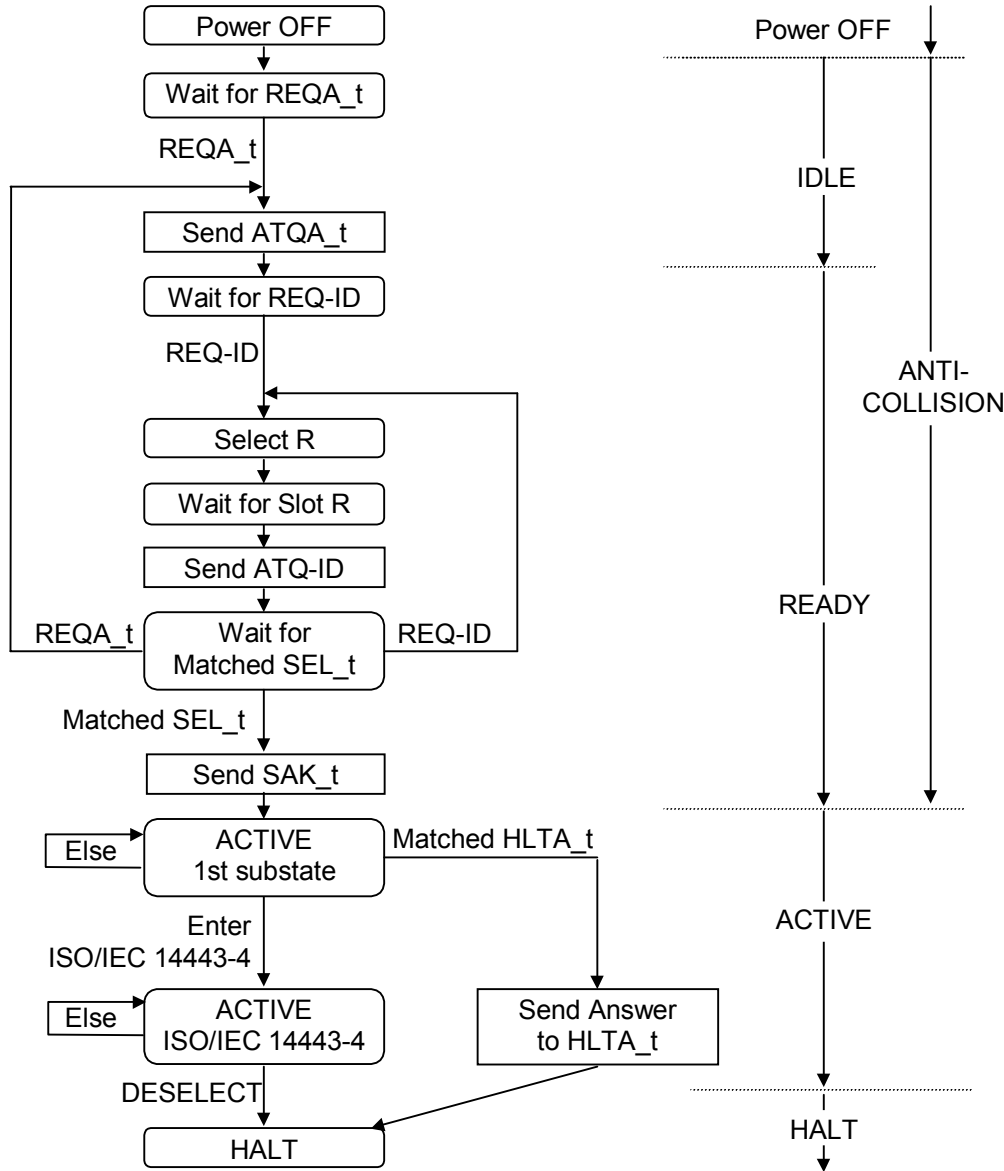 Power OFF
Wait for REQA_t
REQA_t
Send ATQA_t
Wait for REQ-ID
REQ-ID
Select R
Wait for Slot R
Send ATQ-ID
REQA_t
Wait for
Matched SEL_t
REQ-ID
Matched SEL_t
Send SAK_t
Else
ACTIVE
1st substate
Matched HLTA_t
Enter
ISO/IEC 14443-4
Else
ACTIVE
ISO/IEC 14443-4
Send Answer
to HLTA_t
DESELECT
HALT
Power OFF
IDLE
ANTI-
COLLISION
READY
ACTIVE
HALT